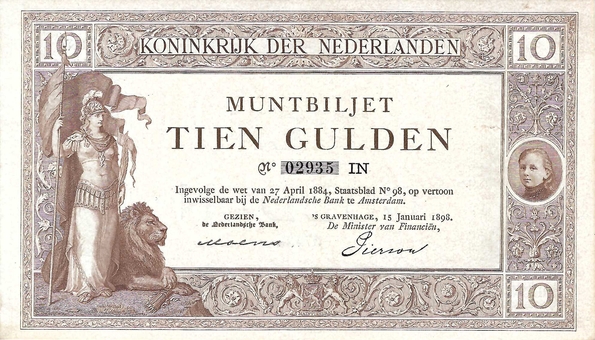 10 KONINKRIJK DER NEDERLANDEN 10
MUNTBILJET
TIEN GULDEN
No 02935 IN
Ingevolge de wet van 27 April 1884, Staatsblad No 98, op vertoon
inwisselbaar bij de Nederlandsche Bank te Amsterdam.
GEZIEN, 'S GRAVENHAGE, 15 Januari 1898.
de Nederlandsche Bank, De Minister van Financiën,
Pierson
10